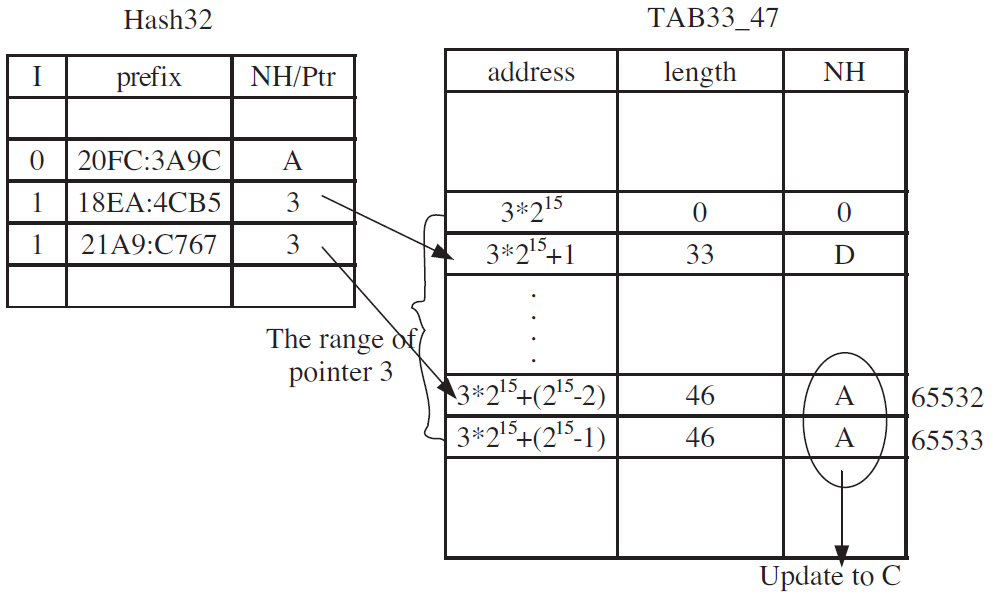 Hash32
TAB33_47
I prefix NH/Ptr
0 20FC:3A9C A
1 18EA:4CB5 3
1 21A9:C767 3
address length NH
3*2^15 0 0
3*2^15+1 33 D
.
.
.
.
3*2^15+(2^15-2) 46 A 65532
3*2^15+(2^15-1) 46 A 65533
The range of
pointer 3
Update to C